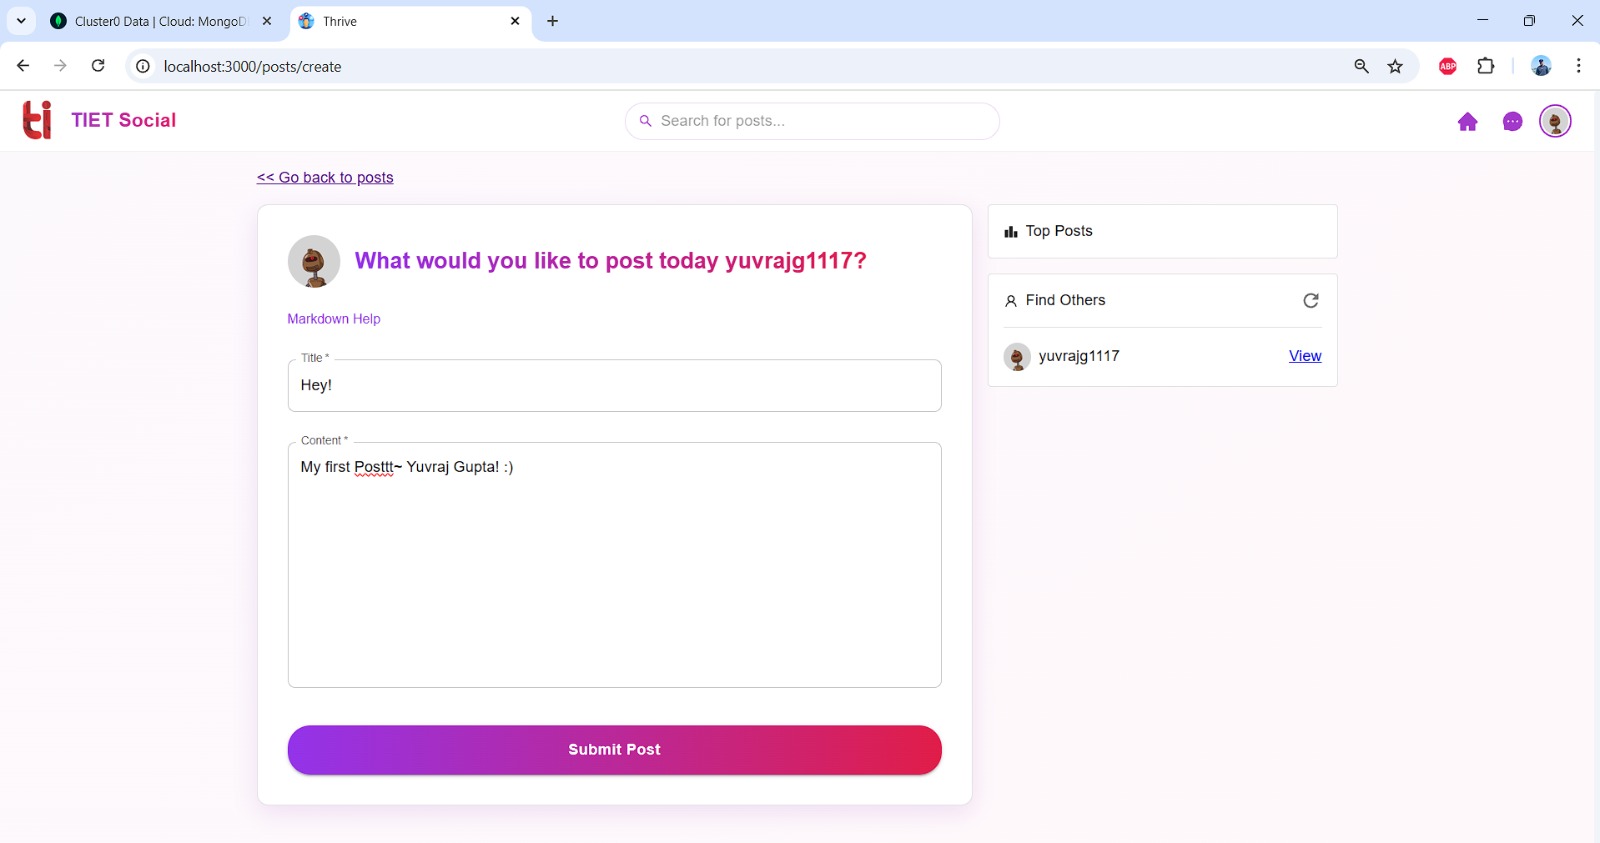 Cluster0 Data | Cloud: MongoD
Thrive
localhost:3000/posts/create
ABP
ti TIET Social
Search for posts...
<< Go back to posts
What would you like to post today yuvrajg1117?
Markdown Help
Title *
Hey!
Content *
My first Posttt~ Yuvraj Gupta! :)
Submit Post
Top Posts
Find Others
yuvrajg1117
View